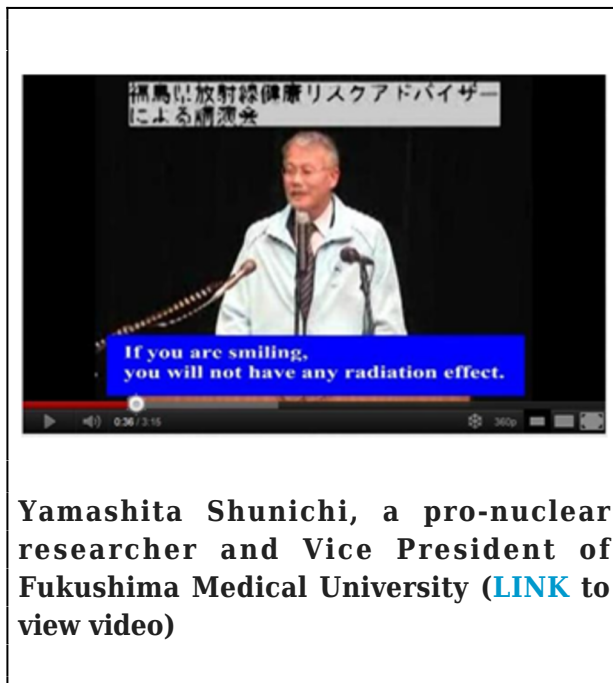 福島県放射線健康リスクアドバイザー
による講演会
If you are smiling,
you will not have any radiation effect.
0:36 / 3:15
360p
Yamashita Shunichi, a pro-nuclear
researcher and Vice President of
Fukushima Medical University (LINK to
view video)